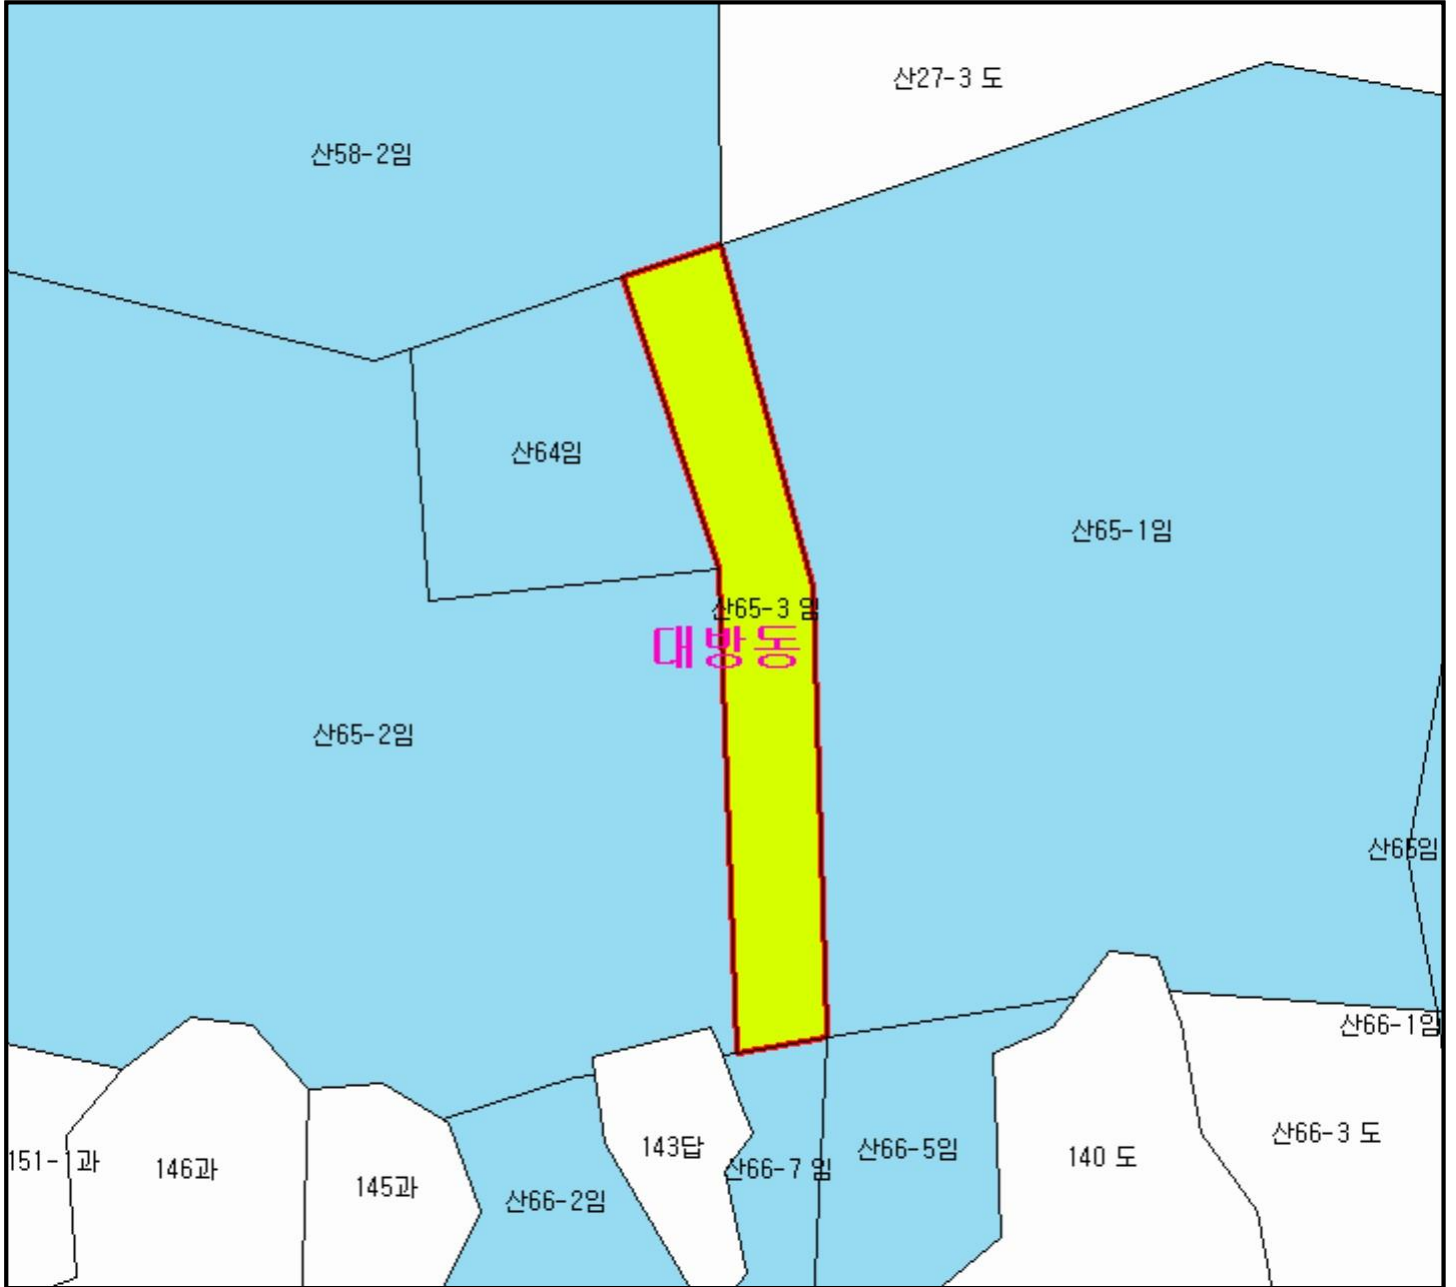 산27-3 도
산58-2임
산64임
산65-1임
산65-3 임
대방동
산65-2임
산65임
산66-1임
산66-3 도
143답
산66-5임
140 도
151-1과
146과
산66-7 임
145과
산66-2임